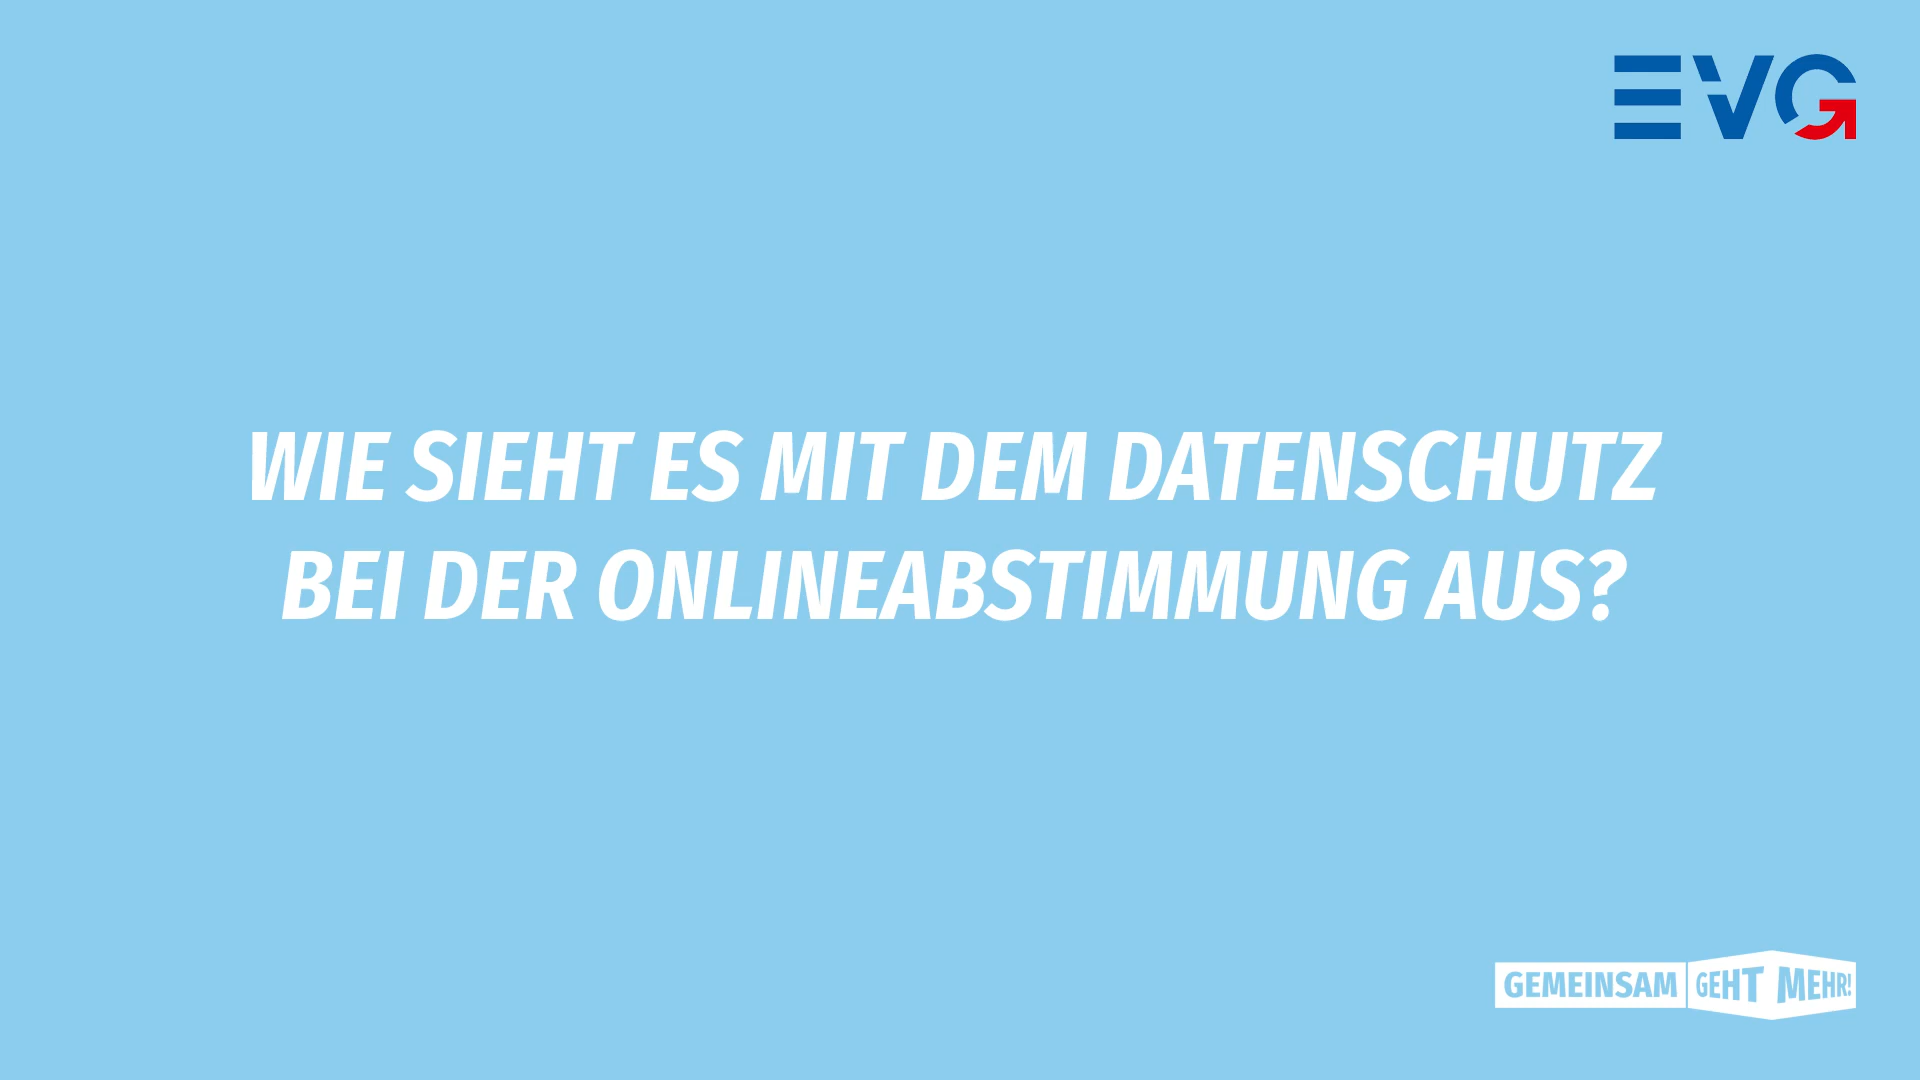 EVG
WIE SIEHT ES MIT DEM DATENSCHUTZ
BEI DER ONLINEABSTIMMUNG AUS?
GEMEINSAM GEHT MEHR!